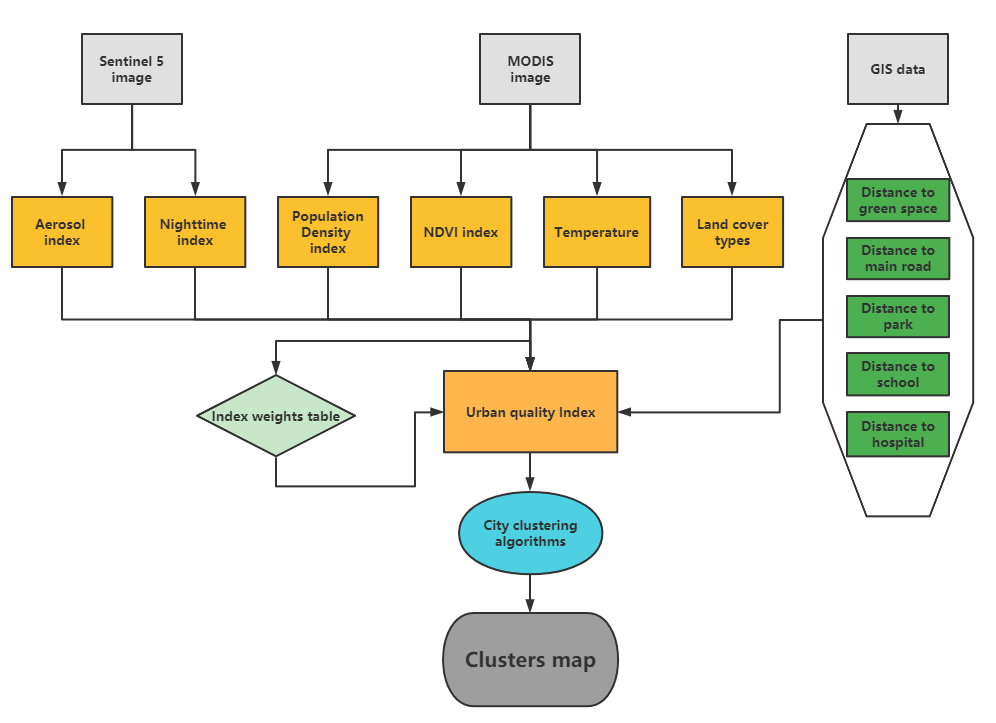 Sentinel 5
image
MODIS
image
GIS data
Aerosol
index
Nighttime
index
Population
Density
index
NDVI index
Temperature
Land cover
types
Distance to
green space
Distance to
main road
Distance to
park
Distance to
school
Distance to
hospital
Index weights table
Urban quality Index
City clustering
algorithms
Clusters map